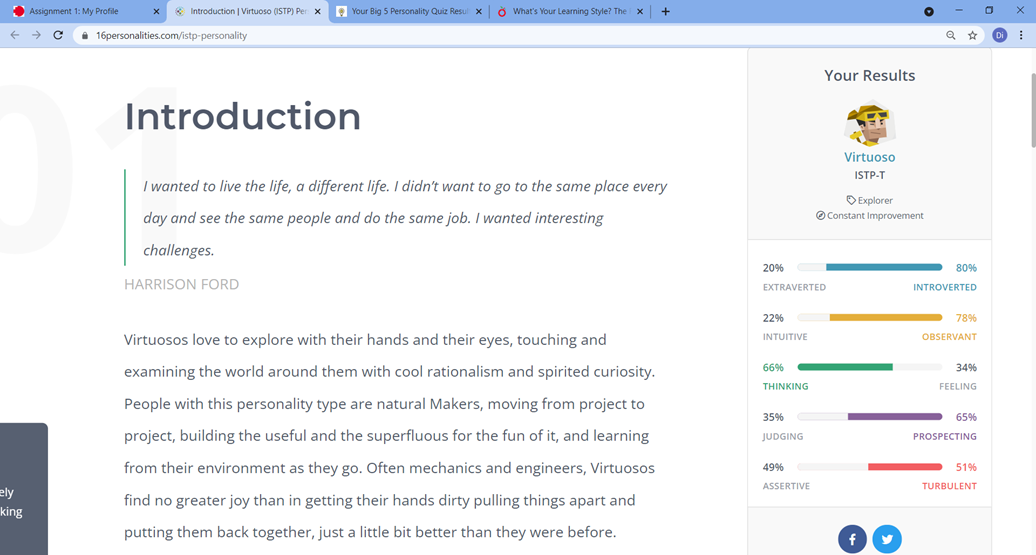 Assignment 1: My Profile
Introduction | Virtuoso (ISTP) Per
Your Big 5 Personality Quiz Result
What's Your Learning Style? The
16personalities.com/istp-personality
Di
01
Introduction
I wanted to live the life, a different life. I didn't want to go to the same place every
day and see the same people and do the same job. I wanted interesting
challenges.
HARRISON FORD
Virtuosos love to explore with their hands and their eyes, touching and
examining the world around them with cool rationalism and spirited curiosity.
People with this personality type are natural Makers, moving from project to
project, building the useful and the superfluous for the fun of it, and learning
from their environment as they go. Often mechanics and engineers, Virtuosos
find no greater joy than in getting their hands dirty pulling things apart and
putting them back together, just a little bit better than they were before.
ely
king
Your Results
Virtuoso
ISTP-T
Explorer
Constant Improvement
20% 80%
EXTRAVERTED INTROVERTED
22% 78%
INTUITIVE OBSERVANT
66% 34%
THINKING FEELING
35% 65%
JUDGING PROSPECTING
49% 51%
ASSERTIVE TURBULENT